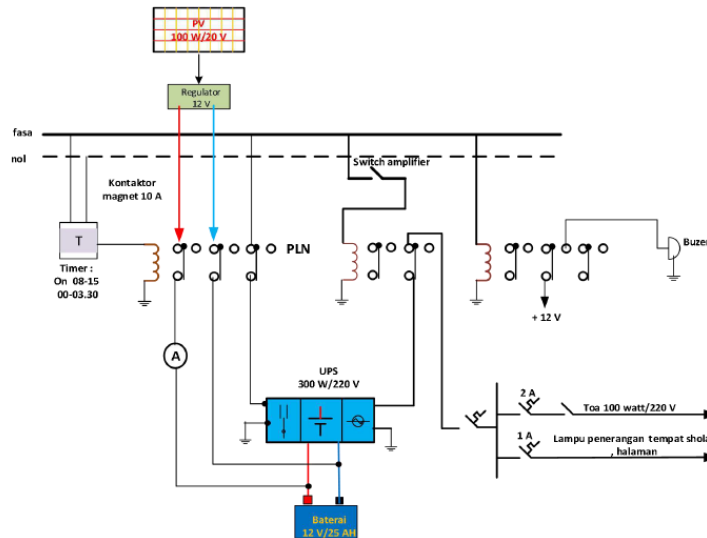 PV
100 W/20 V
Regulator
12 V
fasa
nol
Switch amplifier
Kontaktor
magnet 10 A
T
PLN
Buzer
Timer :
On 08-15
00-03.30
+ 12 V
A
UPS
300 W/220 V
2 A
Toa 100 watt/220 V
1 A
Lampu penerangan tempat shola
, halaman
Baterai
12 V/25 AH